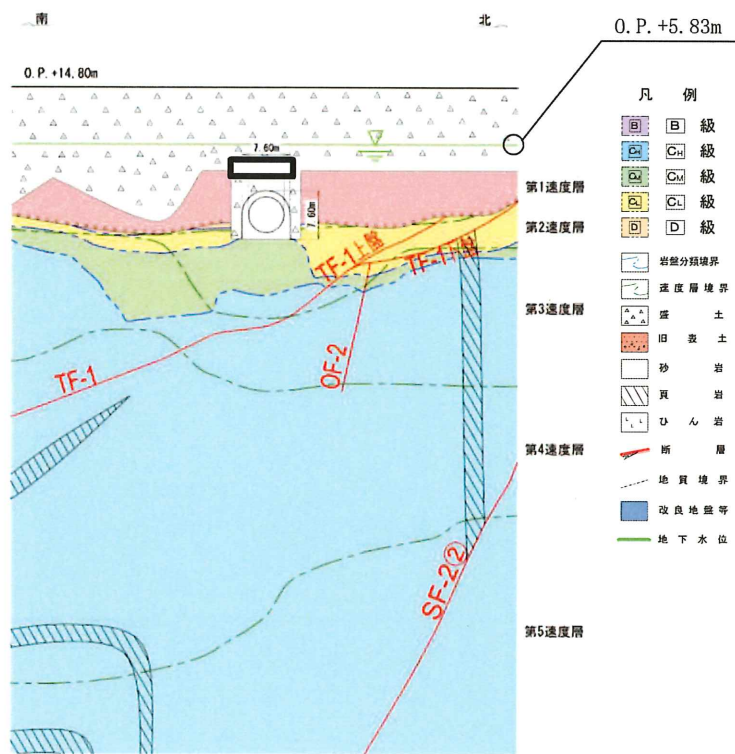 南
北
O.P.+5.83m
O.P.+14.80m
7.60m
7.60m
凡 例
B B 級
CH CH 級
CM CM 級
CL CL 級
D D 級
岩盤分類境界
速度層境界
盛 土
旧 表 土
砂 岩
頁 岩
ひ ん 岩
断 層
地 質 境 界
改良地盤等
地 下 水 位
第1速度層
第2速度層
第3速度層
第4速度層
第5速度層
TF-1上盤
TF-1
OF-2
SF-2②